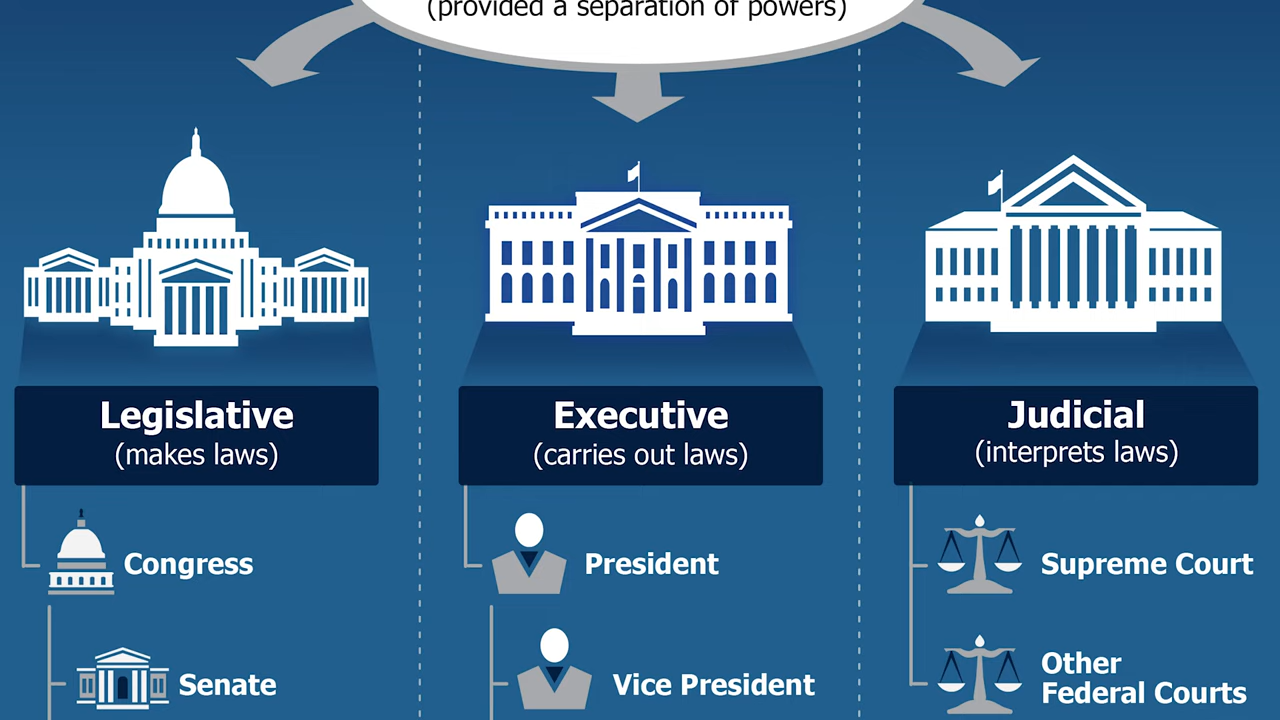 (provided a separation of powers)
Legislative
(makes laws)
Congress
Senate
Executive
(carries out laws)
President
Vice President
Judicial
(interprets laws)
Supreme Court
Other
Federal Courts